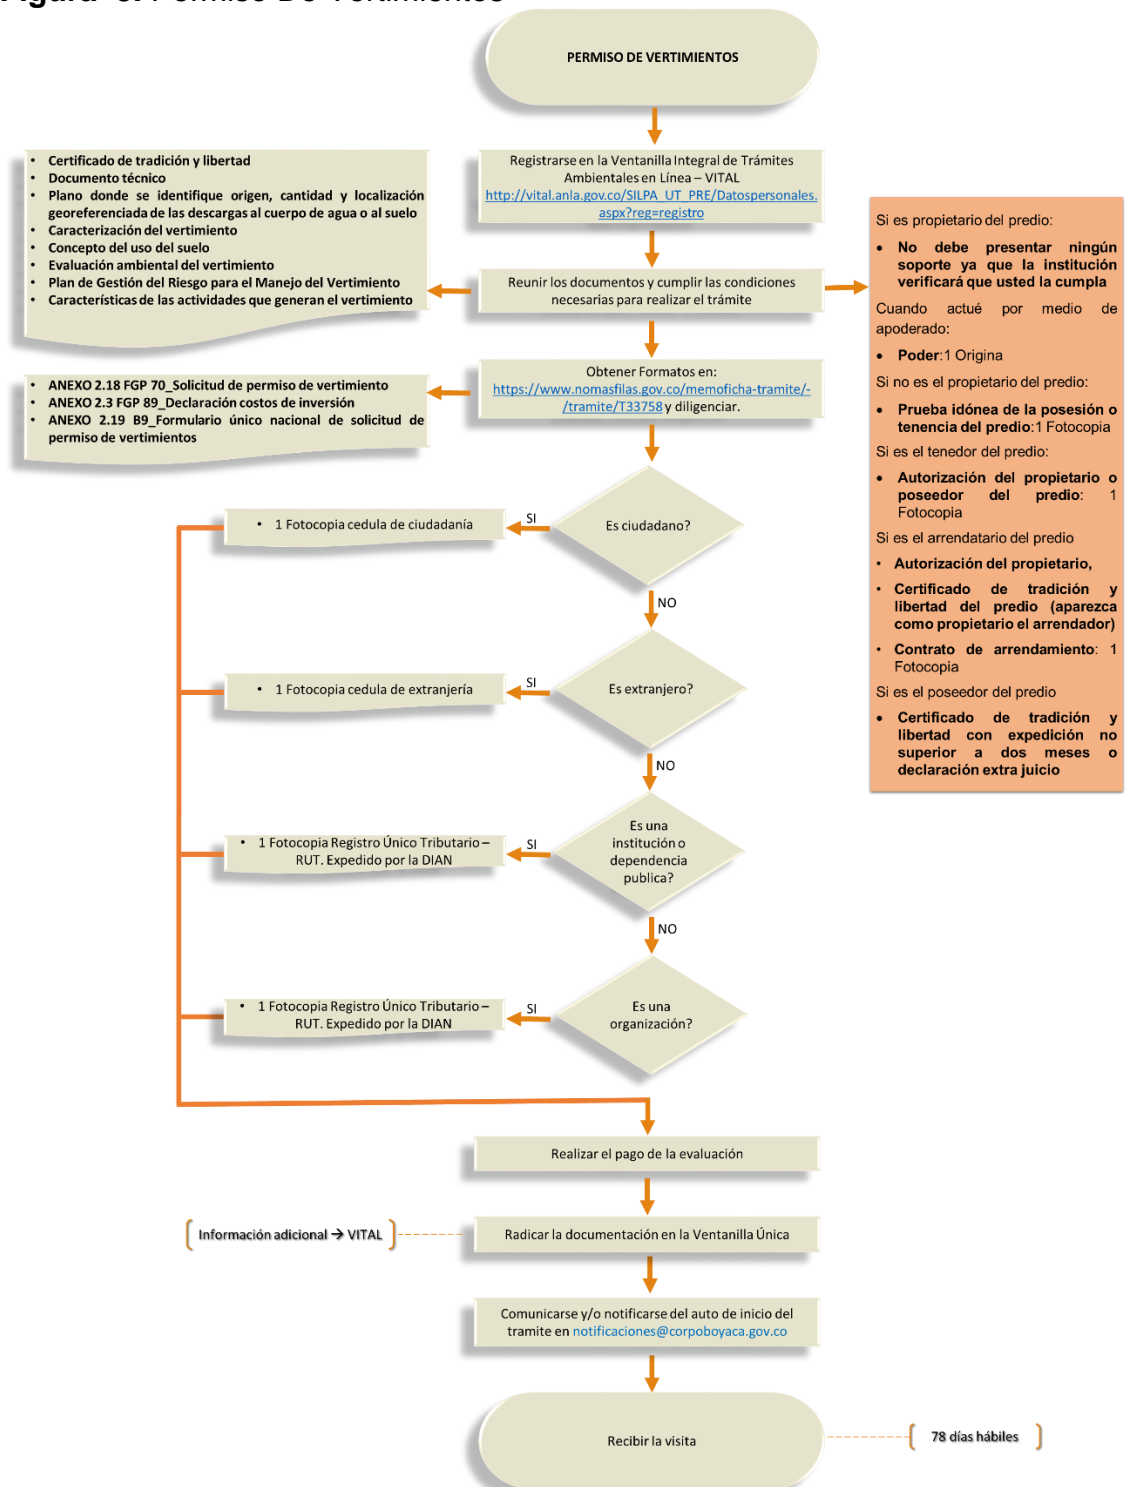 Figura 3. Permiso De Vertimientos
PERMISO DE VERTIMIENTOS
Registrarse en la Ventanilla Integral de Trámites
Ambientales en Línea – VITAL
http://vital.anla.gov.co/SILPA_UT_PRE/Datospersonales.
aspx?reg=registro
• Certificado de tradición y libertad
• Documento técnico
• Plano donde se identifique origen, cantidad y localización
georeferenciada de las descargas al cuerpo de agua o al suelo
• Caracterización del vertimiento
• Concepto del uso del suelo
• Evaluación ambiental del vertimiento
• Plan de Gestión del Riesgo para el Manejo del Vertimiento
• Características de las actividades que generan el vertimiento
Reunir los documentos y cumplir las condiciones
necesarias para realizar el trámite
Si es propietario del predio:
• No debe presentar ningún
soporte ya que la institución
verificará que usted la cumpla
Cuando actué por medio de
apoderado:
• Poder:1 Origina
Si no es el propietario del predio:
• Prueba idónea de la posesión o
tenencia del predio:1 Fotocopia
Si es el tenedor del predio:
• Autorización del propietario o
poseedor del predio: 1
Fotocopia
Si es el arrendatario del predio
• Autorización del propietario,
• Certificado de tradición y
libertad del predio (aparezca
como propietario el arrendador)
• Contrato de arrendamiento: 1
Fotocopia
Si es el poseedor del predio
• Certificado de tradición y
libertad con expedición no
superior a dos meses o
declaración extra juicio
Obtener Formatos en:
https://www.nomasfilas.gov.co/memoficha-tramite/-
/tramite/T33758 y diligenciar.
• ANEXO 2.18 FGP 70_Solicitud de permiso de vertimiento
• ANEXO 2.3 FGP 89_Declaración costos de inversión
• ANEXO 2.19 B9_Formulario único nacional de solicitud de
permiso de vertimientos
Es ciudadano?
SI
• 1 Fotocopia cedula de ciudadanía
NO
Es extranjero?
SI
• 1 Fotocopia cedula de extranjería
NO
Es una
institución o
dependencia
publica?
SI
• 1 Fotocopia Registro Único Tributario –
RUT. Expedido por la DIAN
NO
Es una
organización?
SI
• 1 Fotocopia Registro Único Tributario –
RUT. Expedido por la DIAN
Realizar el pago de la evaluación
Radicar la documentación en la Ventanilla Única
Información adicional → VITAL
Comunicarse y/o notificarse del auto de inicio del
tramite en notificaciones@corpoboyaca.gov.co
Recibir la visita
78 días hábiles